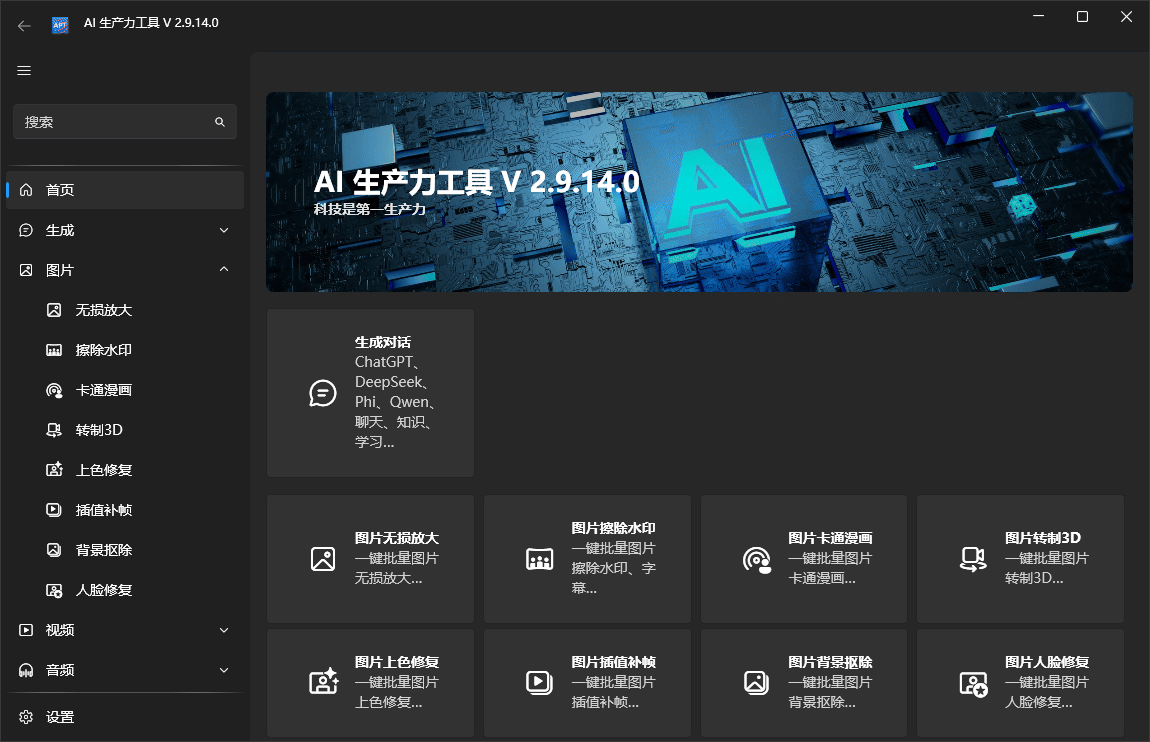 APT
AI 生产力工具 V 2.9.14.0
搜索
首页
生成
图片
无损放大
擦除水印
卡通漫画
转制3D
上色修复
插值补帧
背景抠除
人脸修复
视频
音频
设置
AI
AI 生产力工具 V 2.9.14.0
科技是第一生产力
生成对话
ChatGPT、
DeepSeek、
Phi、Qwen、
聊天、知识、
学习...
图片无损放大
一键批量图片
无损放大...
图片擦除水印
一键批量图片
擦除水印、字
幕...
图片卡通漫画
一键批量图片
卡通漫画...
图片转制3D
一键批量图片
转制3D...
图片上色修复
一键批量图片
上色修复...
图片插值补帧
一键批量图片
插值补帧...
图片背景抠除
一键批量图片
背景抠除...
图片人脸修复
一键批量图片
人脸修复...